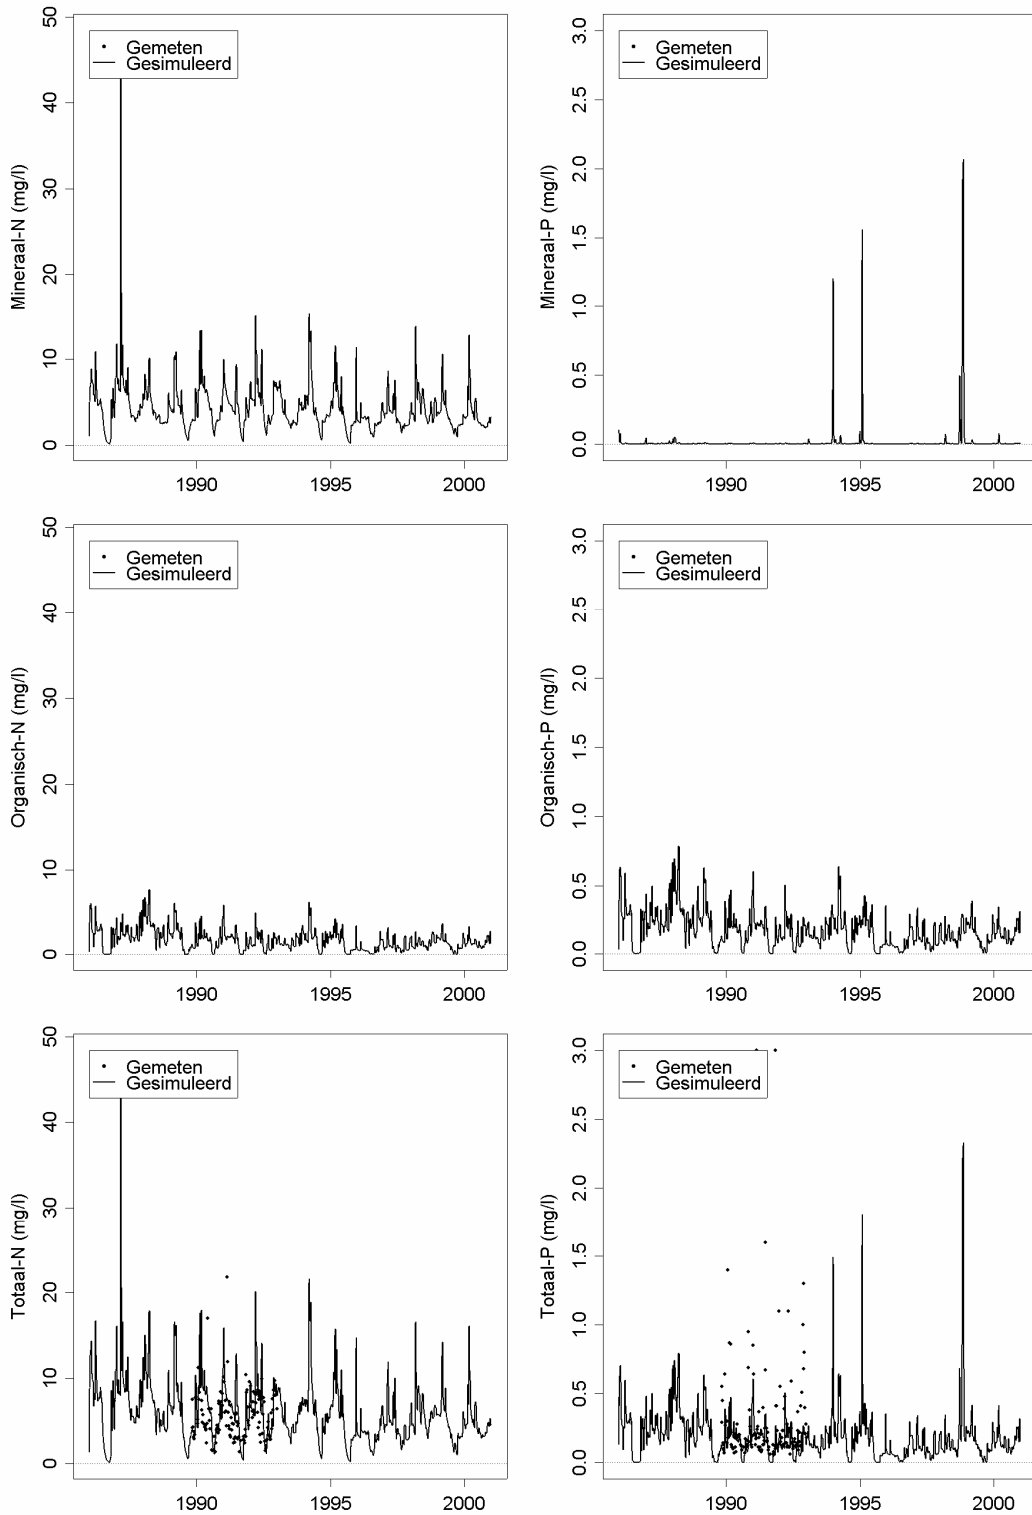 50
40
30
20
10
0
Mineraal-N (mg/l)
Gemeten
Gesimuleerd
1990 1995 2000
3.0
2.5
2.0
1.5
1.0
0.5
0.0
Mineraal-P (mg/l)
Gemeten
Gesimuleerd
1990 1995 2000
50
40
30
20
10
0
Organisch-N (mg/l)
Gemeten
Gesimuleerd
1990 1995 2000
3.0
2.5
2.0
1.5
1.0
0.5
0.0
Organisch-P (mg/l)
Gemeten
Gesimuleerd
1990 1995 2000
50
40
30
20
10
0
Totaal-N (mg/l)
Gemeten
Gesimuleerd
1990 1995 2000
3.0
2.5
2.0
1.5
1.0
0.5
0.0
Totaal-P (mg/l)
Gemeten
Gesimuleerd
1990 1995 2000